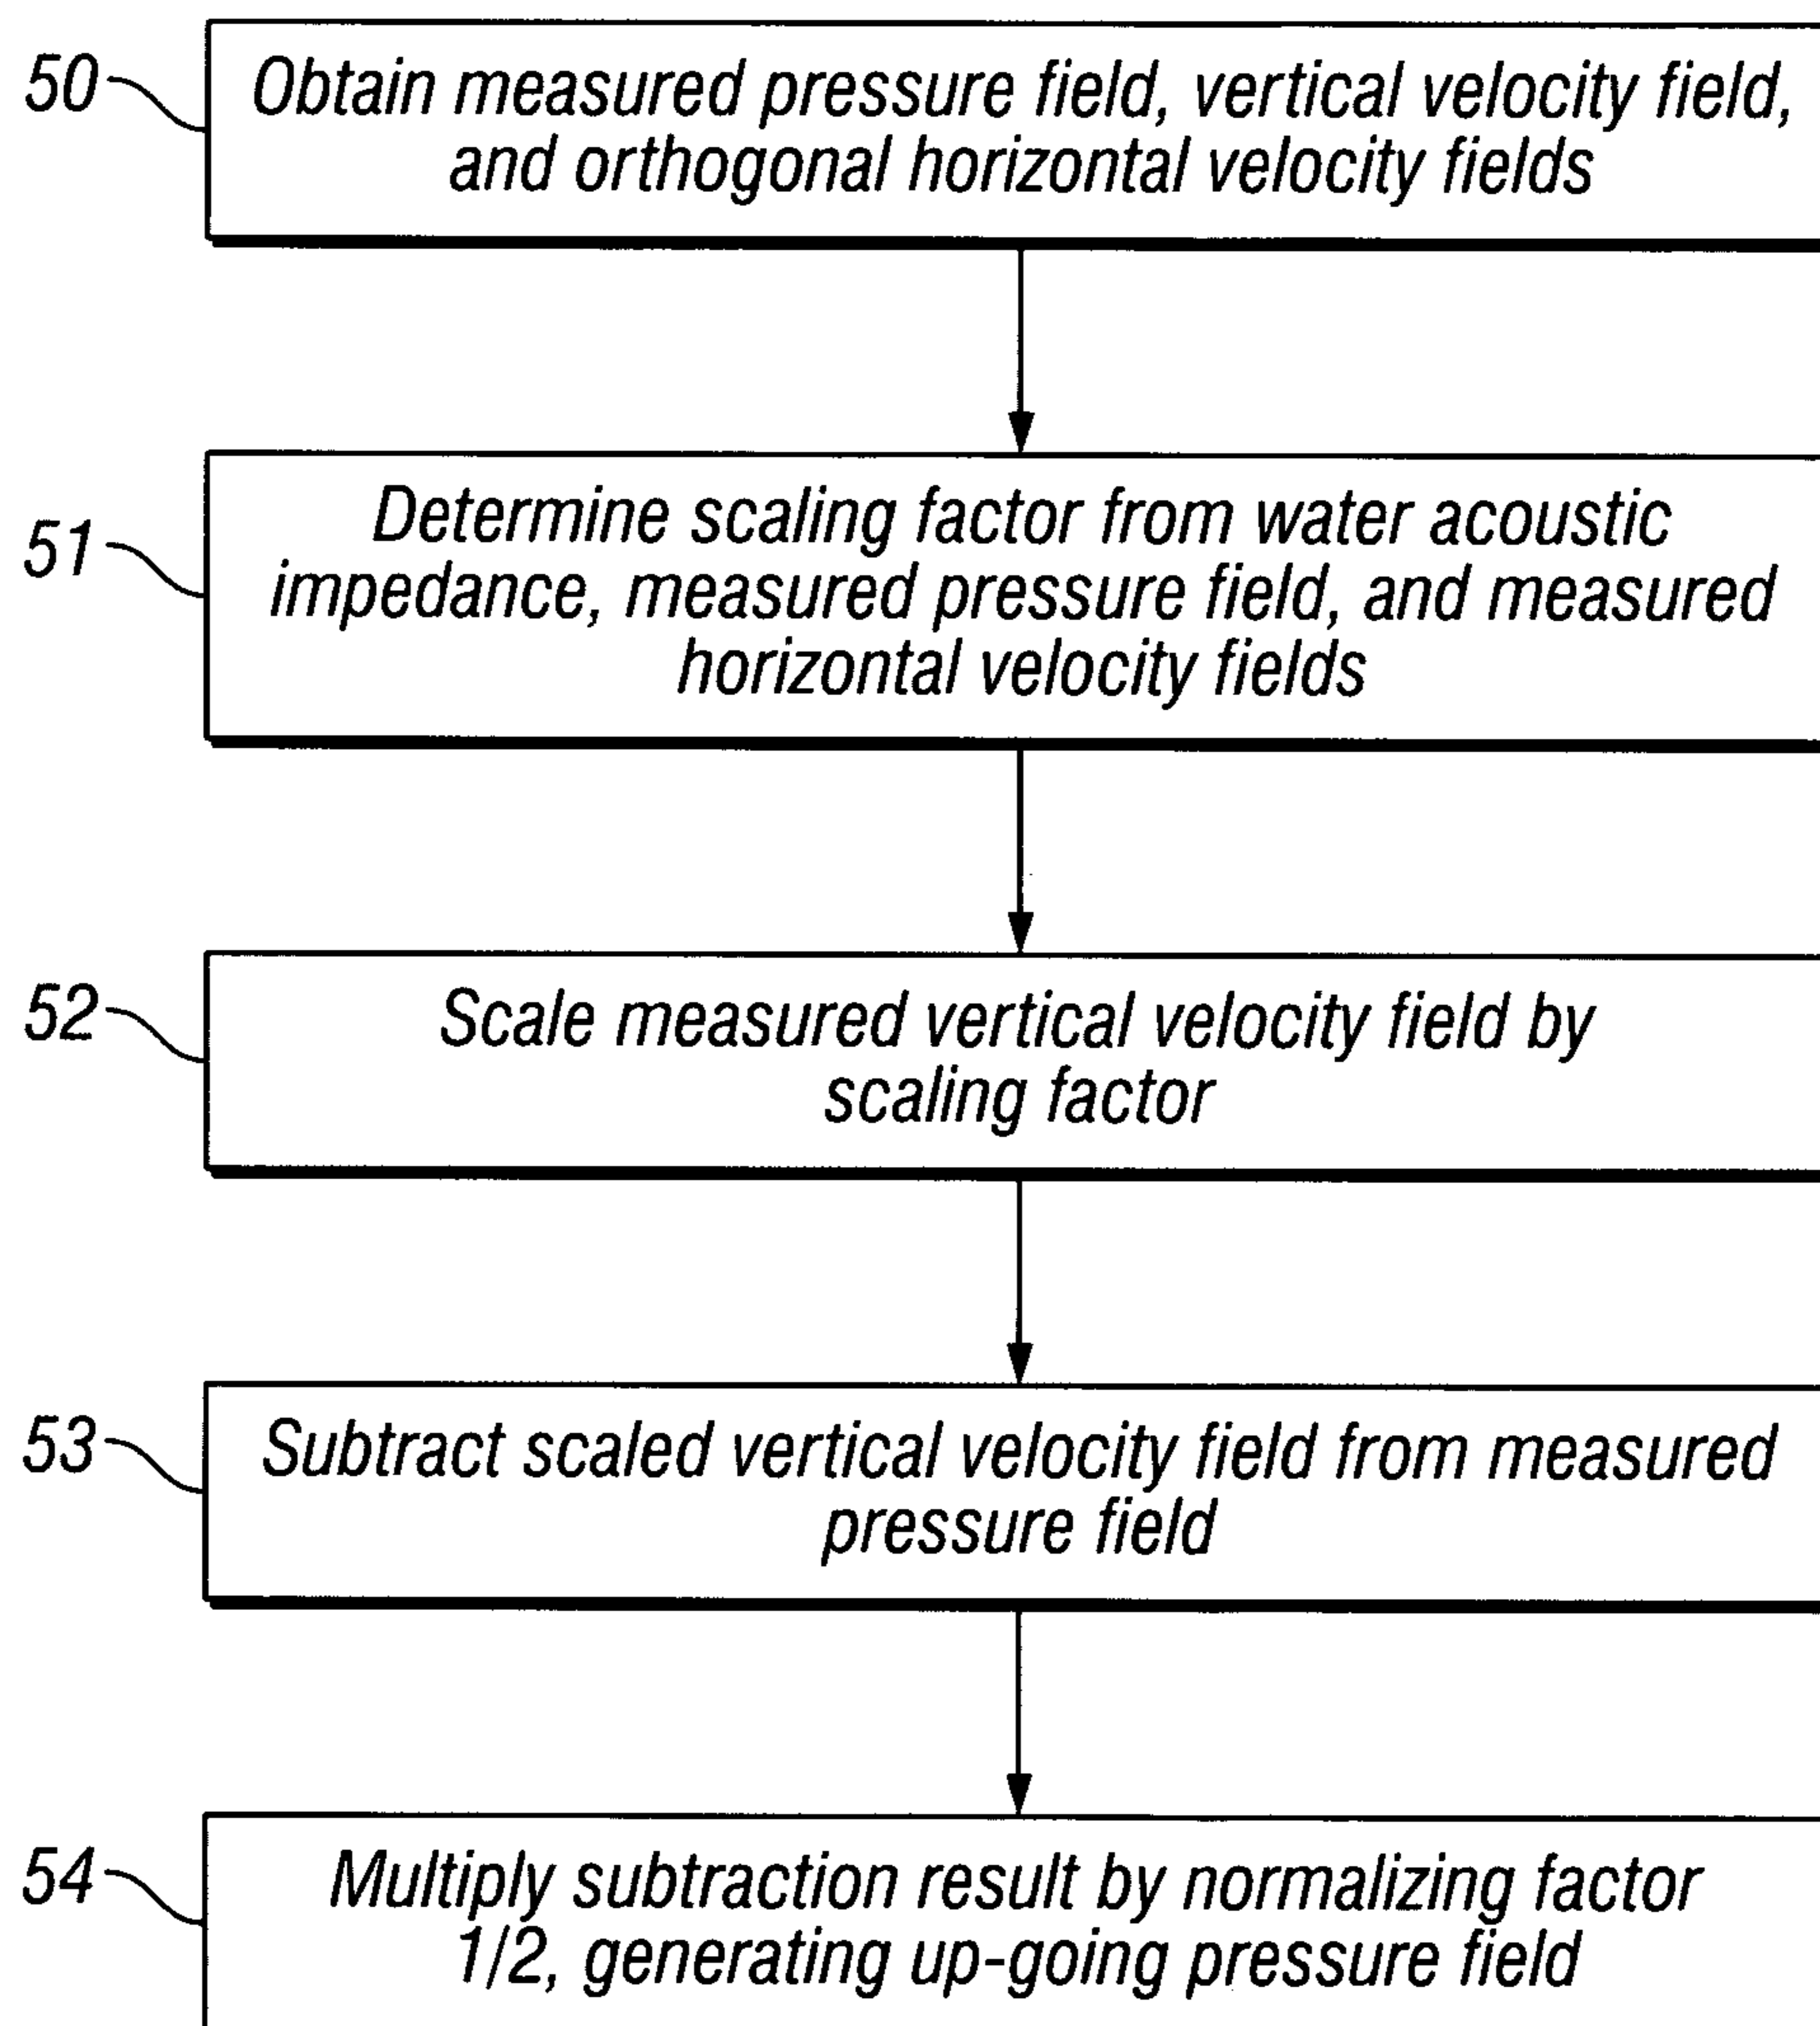 50
Obtain measured pressure field, vertical velocity field,
and orthogonal horizontal velocity fields
51
Determine scaling factor from water acoustic
impedance, measured pressure field, and measured
horizontal velocity fields
52
Scale measured vertical velocity field by
scaling factor
53
Subtract scaled vertical velocity field from measured
pressure field
54
Multiply subtraction result by normalizing factor
1/2, generating up-going pressure field